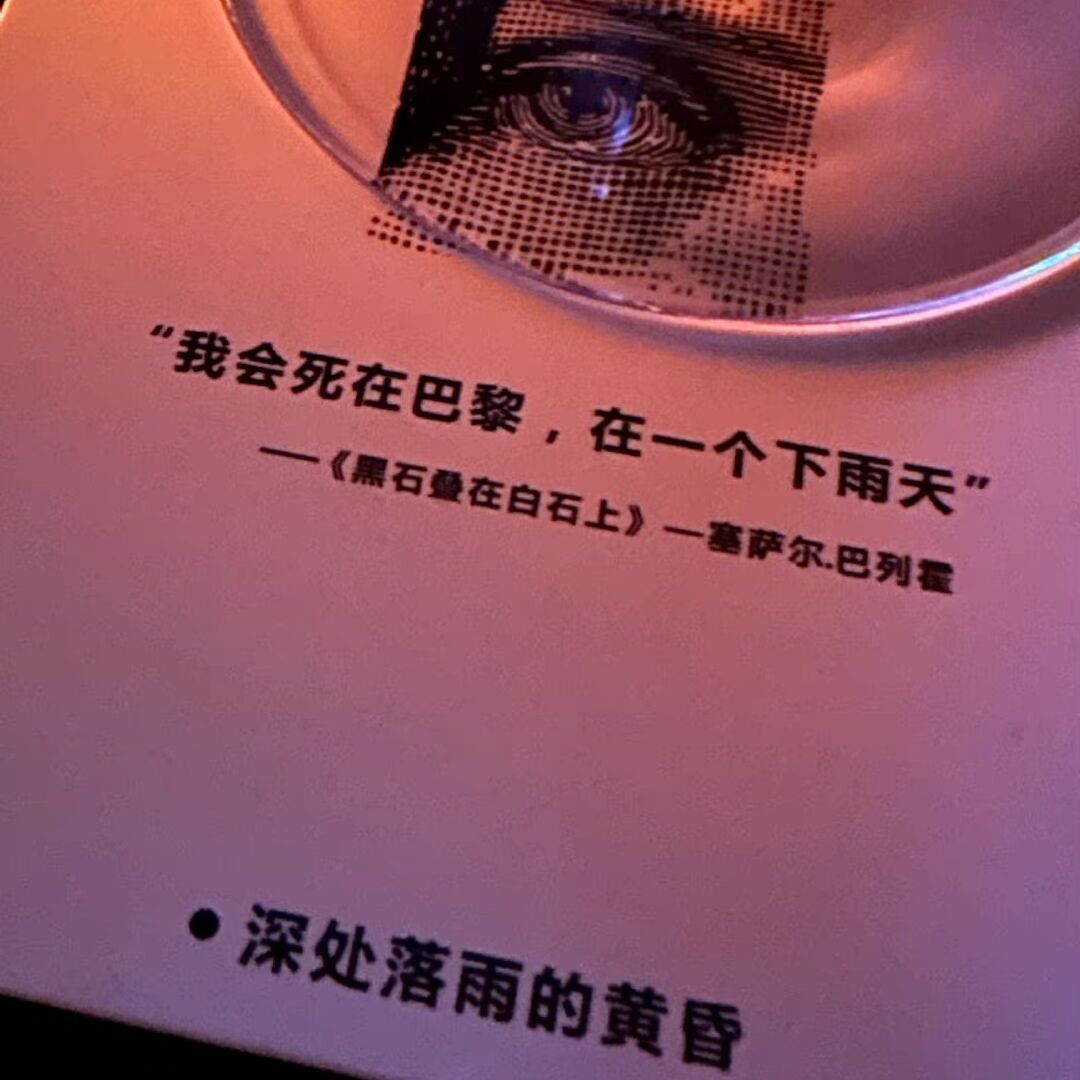 “我会死在巴黎，在一个下雨天”
——《黑石叠在白石上》—塞萨尔.巴列霍
• 深处落雨的黄昏